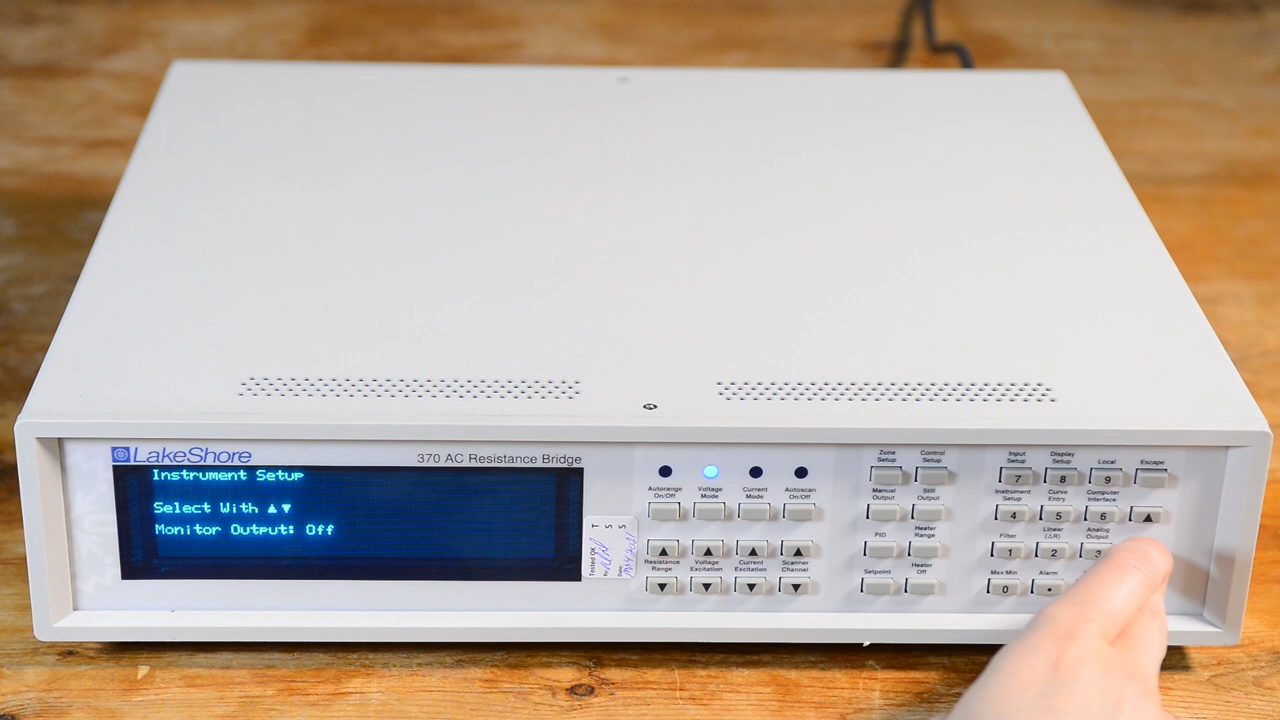 LakeShore
370 AC Resistance Bridge
Instrument Setup
Select With ▲▼
Monitor Output: Off
Tested OK
T S S
Autorange On/Off
Voltage Mode
Current Mode
Autoscan On/Off
Resistance Range
Voltage Excitation
Current Excitation
Scanner Channel
Zone Setup
Control Setup
Manual Output
Still Output
PID
Heater Range
Setpoint
Heater Off
Input Setup
Display Setup
Local
Escape
7
8
9
Instrument Setup
Curve Entry
Computer Interface
4
5
6
▲
Filter
Linear (ΔR)
Analog Output
1
2
3
Max/Min
Alarm
0
•